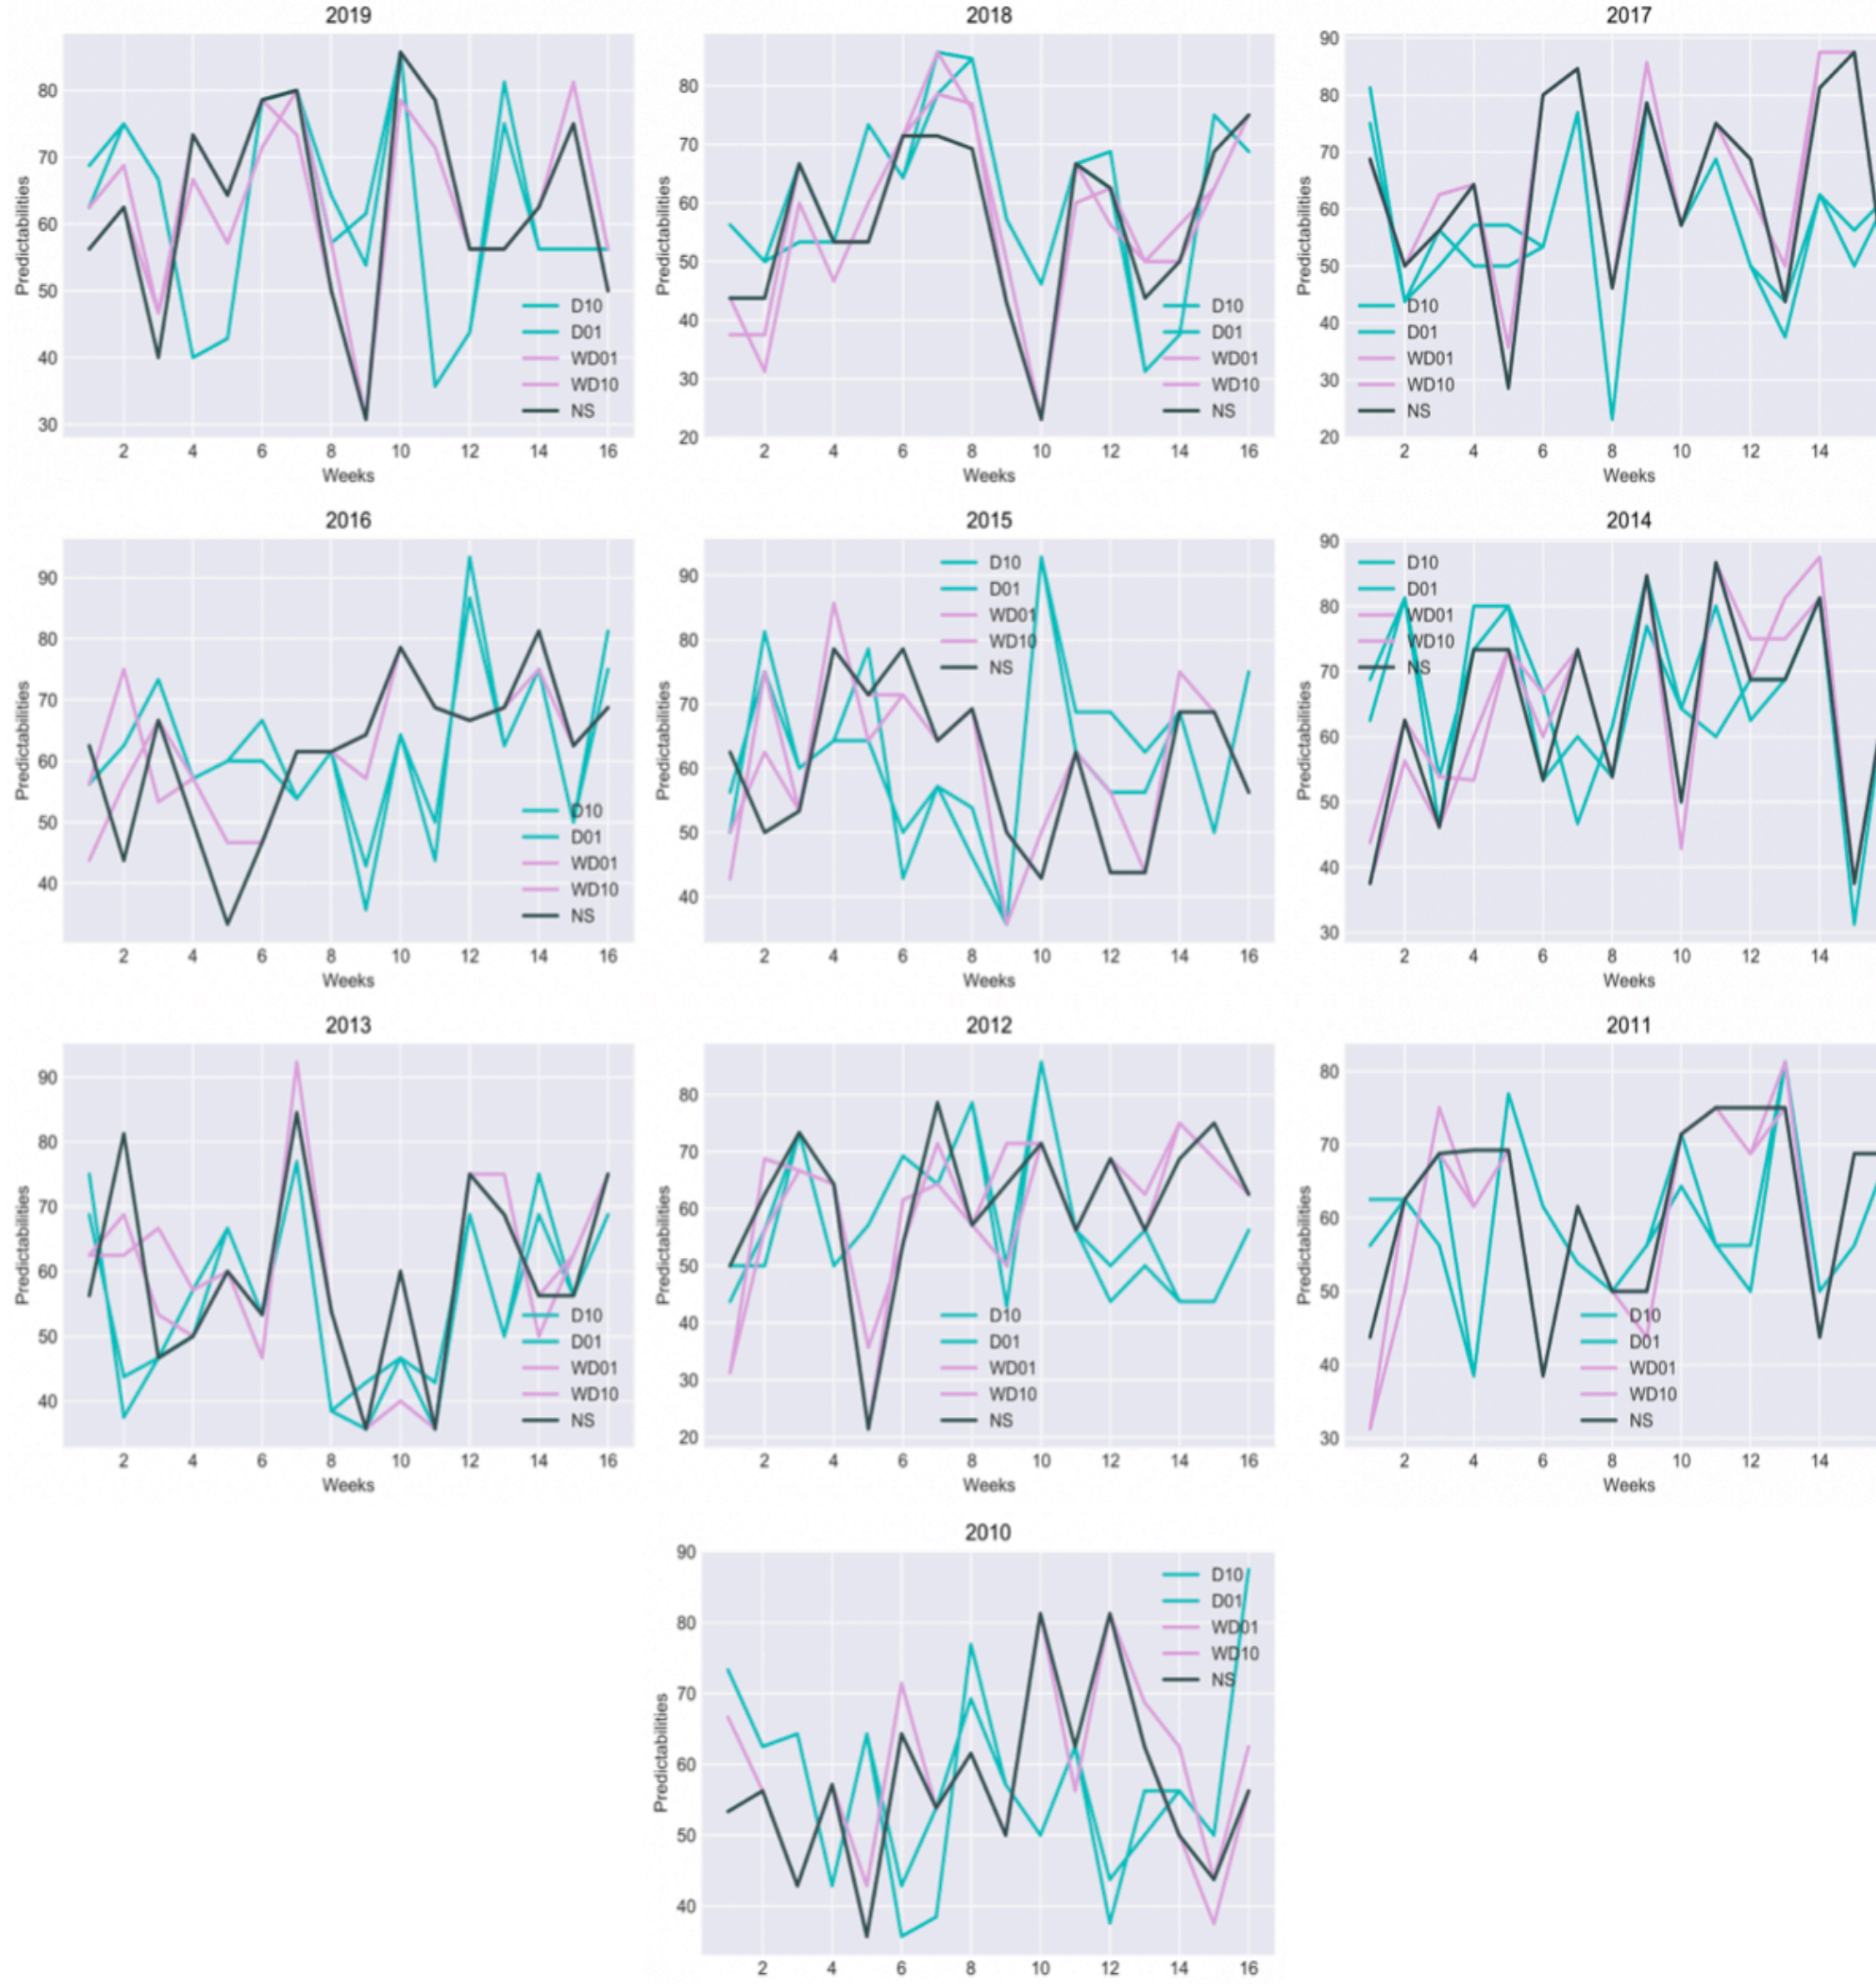 2019
80
70
60
50
40
30
Predictabilities
D10
D01
WD01
WD10
NS
2 4 6 8 10 12 14 16
Weeks
2018
80
70
60
50
40
30
20
Predictabilities
D10
D01
WD01
WD10
NS
2 4 6 8 10 12 14 16
Weeks
2017
90
80
70
60
50
40
30
20
Predictabilities
D10
D01
WD01
WD10
NS
2 4 6 8 10 12 14
Weeks
2016
90
80
70
60
50
40
Predictabilities
D10
D01
WD01
WD10
NS
2 4 6 8 10 12 14 16
Weeks
2015
90
80
70
60
50
40
Predictabilities
D10
D01
WD01
WD10
NS
2 4 6 8 10 12 14 16
Weeks
2014
90
80
70
60
50
40
30
Predictabilities
D10
D01
WD01
WD10
NS
2 4 6 8 10 12 14
Weeks
2013
90
80
70
60
50
40
Predictabilities
D10
D01
WD01
WD10
NS
2 4 6 8 10 12 14 16
Weeks
2012
80
70
60
50
40
30
20
Predictabilities
D10
D01
WD01
WD10
NS
2 4 6 8 10 12 14 16
Weeks
2011
80
70
60
50
40
30
Predictabilities
D10
D01
WD01
WD10
NS
2 4 6 8 10 12 14
Weeks
2010
90
80
70
60
50
40
Predictabilities
D10
D01
WD01
WD10
NS
2 4 6 8 10 12 14 16